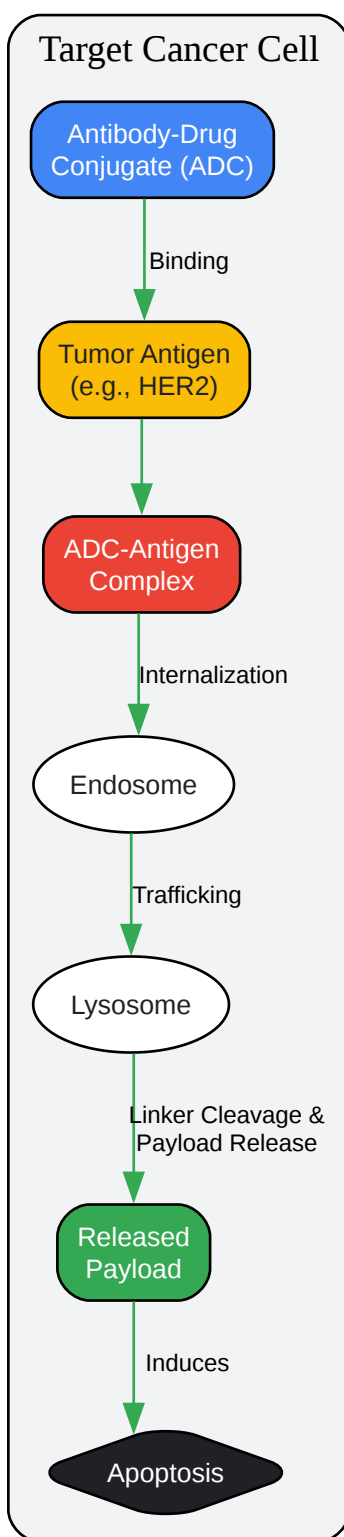 Target Cancer Cell
Antibody-Drug
Conjugate (ADC)
Binding
Tumor Antigen
(e.g., HER2)
ADC-Antigen
Complex
Internalization
Endosome
Trafficking
Lysosome
Linker Cleavage &
Payload Release
Released
Payload
Induces
Apoptosis